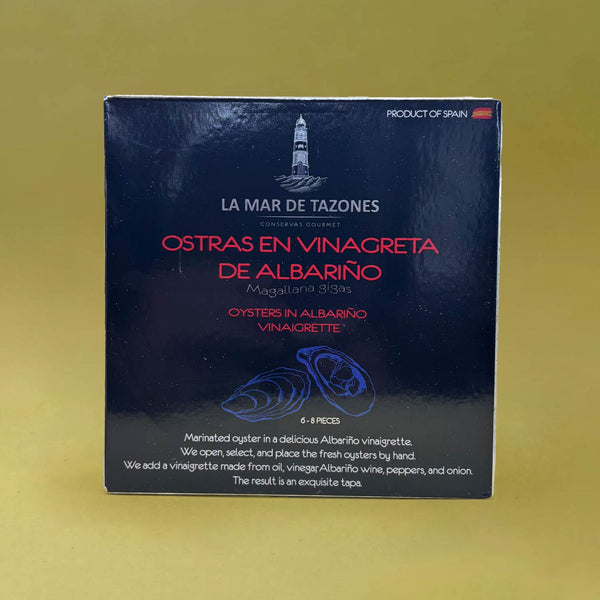 PRODUCT OF SPAIN
LA MAR DE TAZONES
CONSERVAS GOURMET
OSTRAS EN VINAGRETA
DE ALBARIÑO
Magallana gigas
OYSTERS IN ALBARIÑO
VINAIGRETTE
6 - 8 PIECES
Marinated oyster in a delicious Albariño vinaigrette.
We open, select, and place the fresh oysters by hand.
We add a vinaigrette made from oil, vinegar, Albariño wine, peppers, and onion.
The result is an exquisite tapa.